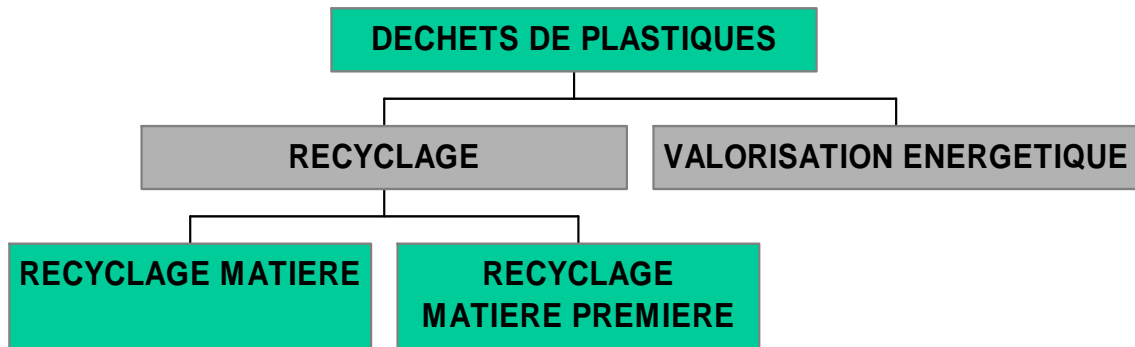 DECHETS DE PLASTIQUES
RECYCLAGE
VALORISATION ENERGETIQUE
RECYCLAGE MATIERE
RECYCLAGE
MATIERE PREMIERE